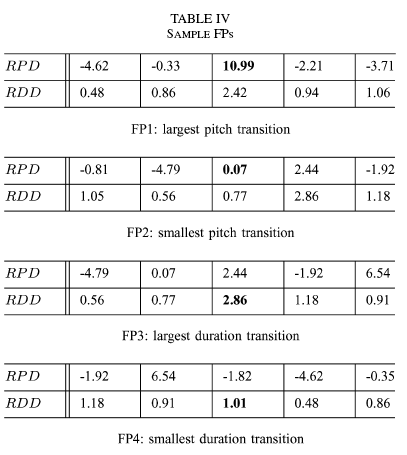 TABLE IV
SAMPLE FPS
RPD -4.62 -0.33 10.99 -2.21 -3.71
RDD 0.48 0.86 2.42 0.94 1.06
FP1: largest pitch transition
RPD -0.81 -4.79 0.07 2.44 -1.92
RDD 1.05 0.56 0.77 2.86 1.18
FP2: smallest pitch transition
RPD -4.79 0.07 2.44 -1.92 6.54
RDD 0.56 0.77 2.86 1.18 0.91
FP3: largest duration transition
RPD -1.92 6.54 -1.82 -4.62 -0.35
RDD 1.18 0.91 1.01 0.48 0.86
FP4: smallest duration transition